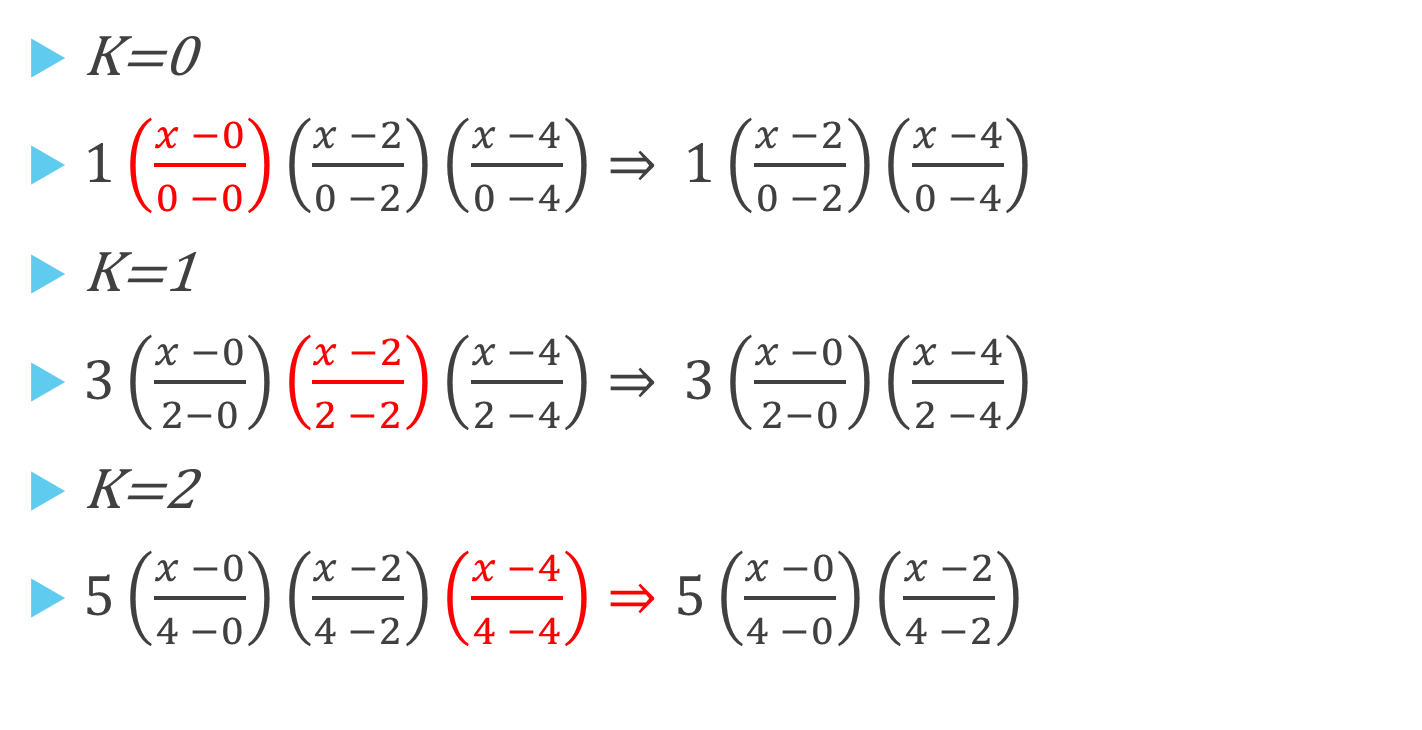 K=0
1 (x −0 / 0 −0) (x −2 / 0 −2) (x −4 / 0 −4) ⇒ 1 (x −2 / 0 −2) (x −4 / 0 −4)
K=1
3 (x −0 / 2−0) (x −2 / 2 −2) (x −4 / 2 −4) ⇒ 3 (x −0 / 2−0) (x −4 / 2 −4)
K=2
5 (x −0 / 4 −0) (x −2 / 4 −2) (x −4 / 4 −4) ⇒ 5 (x −0 / 4 −0) (x −2 / 4 −2)